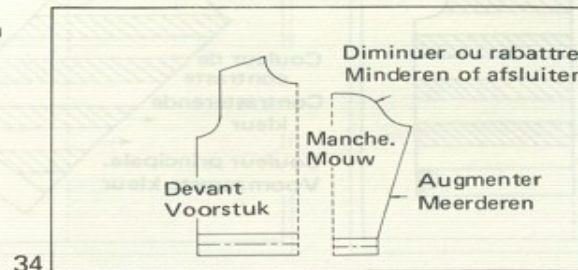 Diminuer ou rabattre
Minderen of afsluiten
Manche.
Mouw
Devant
Voorstuk
Augmenter
Meerderen
34